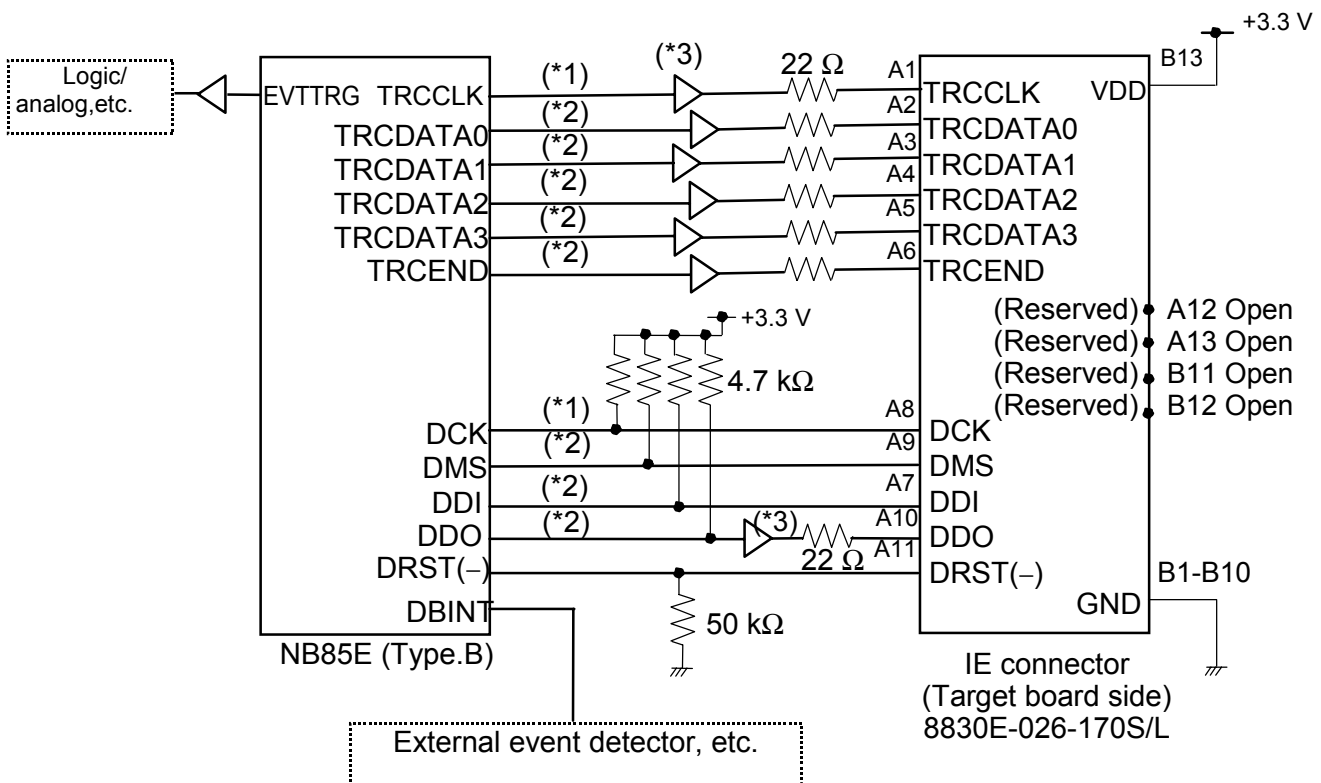 +3.3 V
Logic/
analog,etc.
EVTTRG
TRCCLK
TRCDATA0
TRCDATA1
TRCDATA2
TRCDATA3
TRCEND
(*1)
(*2)
(*2)
(*2)
(*2)
(*2)
(*3)
22 Ω
A1
A2
A3
A4
A5
A6
TRCCLK
TRCDATA0
TRCDATA1
TRCDATA2
TRCDATA3
TRCEND
VDD
B13
(Reserved) A12 Open
(Reserved) A13 Open
(Reserved) B11 Open
(Reserved) B12 Open
+3.3 V
4.7 kΩ
DCK
DMS
DDI
DDO
DRST(−)
DBINT
(*1)
(*2)
(*2)
(*2)
(*3)
22 Ω
50 kΩ
A8
A9
A7
A10
A11
DCK
DMS
DDI
DDO
DRST(−)
GND
B1-B10
NB85E (Type.B)
IE connector
(Target board side)
8830E-026-170S/L
External event detector, etc.